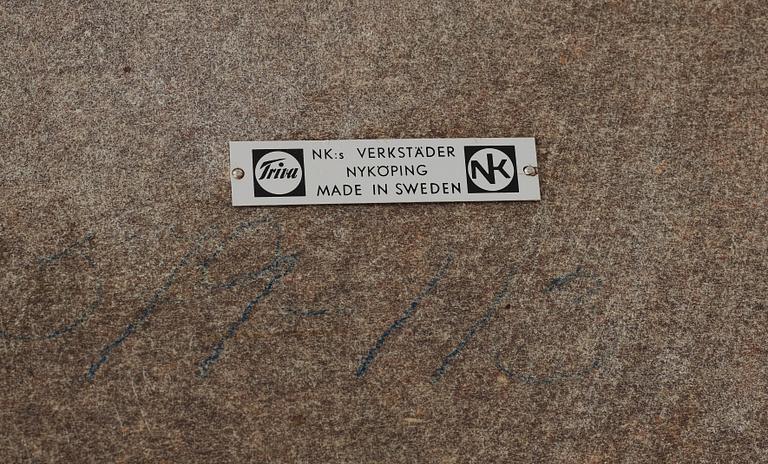 Triva
NK:s VERKSTÄDER
NYKÖPING
MADE IN SWEDEN
NK